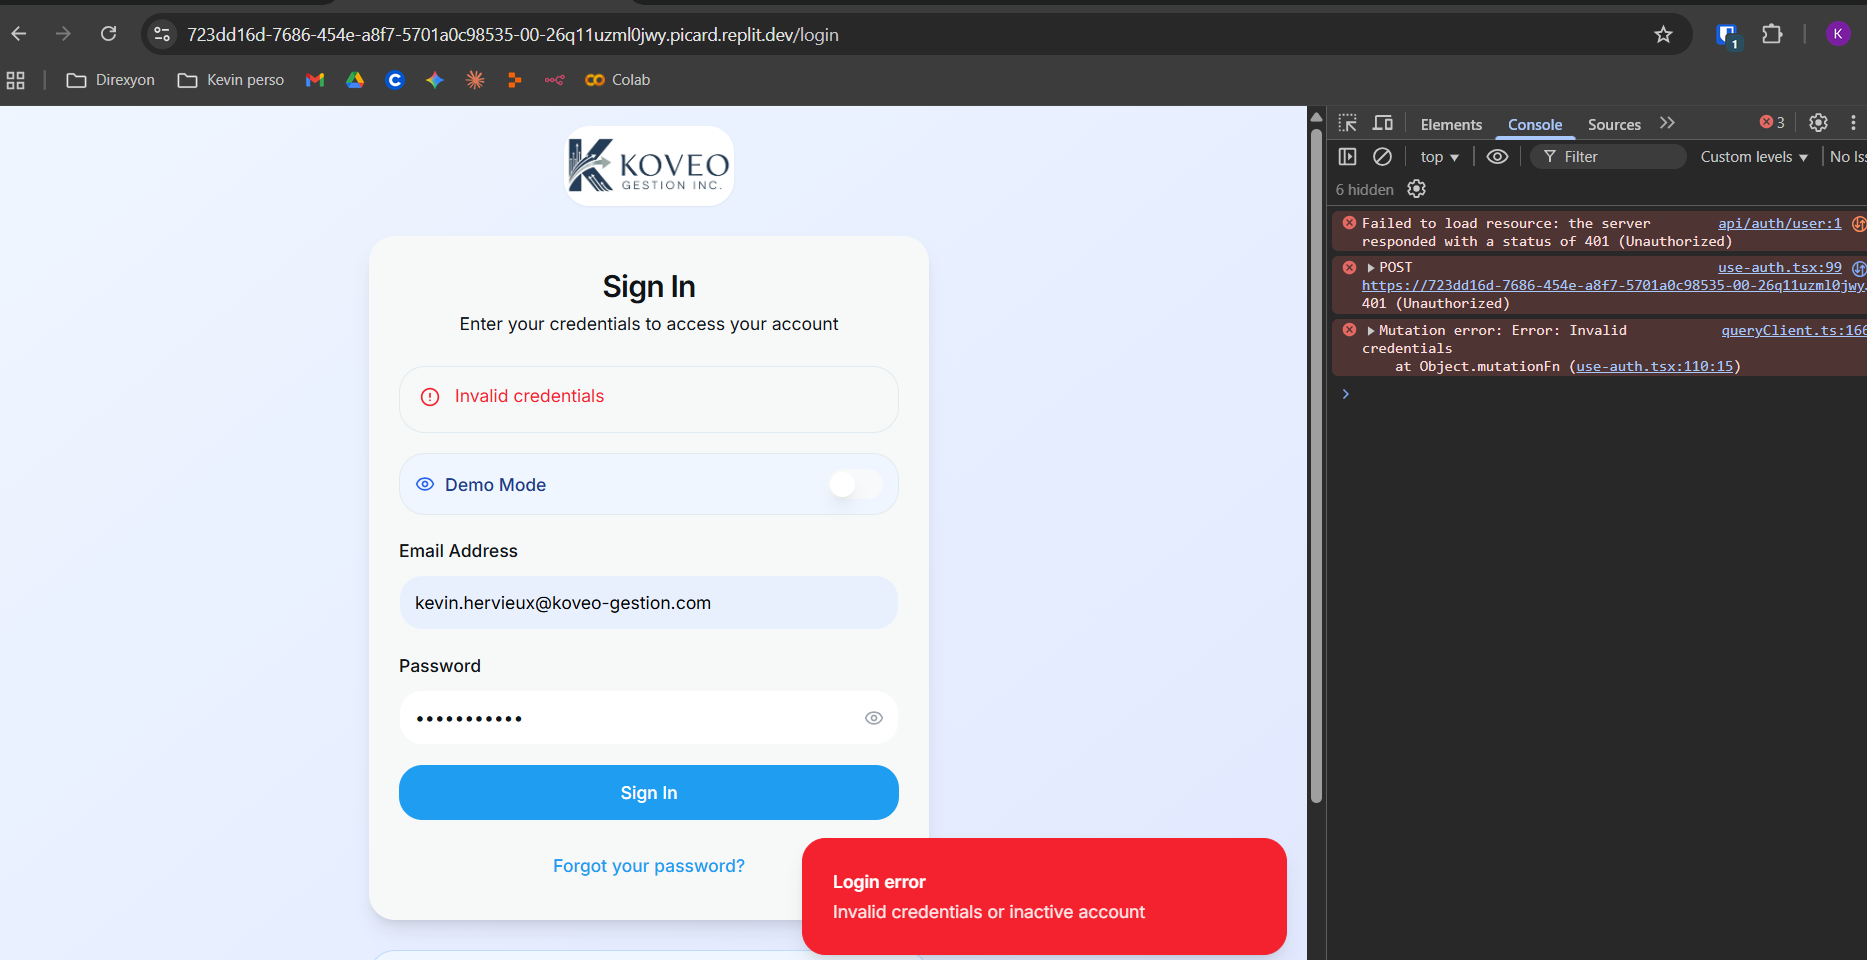 723dd16d-7686-454e-a8f7-5701a0c98535-00-26q11uzml0jwy.picard.replit.dev/login
1
K
Direxyon
Kevin perso
Colab
KOVEO
GESTION INC.
Sign In
Enter your credentials to access your account
Invalid credentials
Demo Mode
Email Address
kevin.hervieux@koveo-gestion.com
Password
•••••••••••
Sign In
Forgot your password?
Login error
Invalid credentials or inactive account
Elements Console Sources 3
top Filter Custom levels No Iss
6 hidden
Failed to load resource: the server api/auth/user:1
responded with a status of 401 (Unauthorized)
POST use-auth.tsx:99
https://723dd16d-7686-454e-a8f7-5701a0c98535-00-26q11uzml0jwy.
401 (Unauthorized)
Mutation error: Error: Invalid queryClient.ts:166
credentials
at Object.mutationFn (use-auth.tsx:110:15)